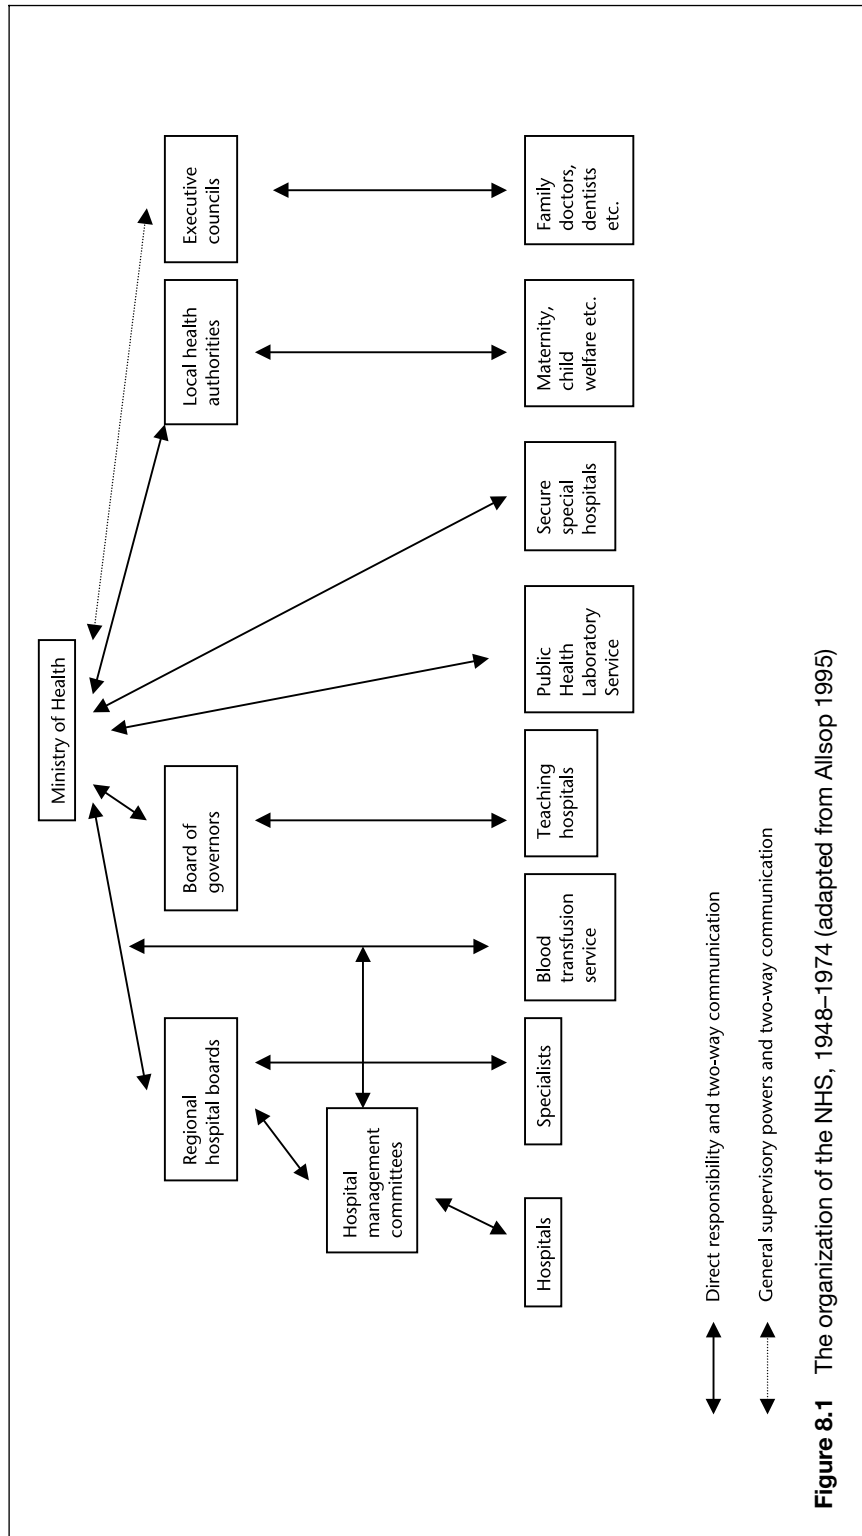 Ministry of Health
Regional
hospital boards
Board of
governors
Local health
authorities
Executive
councils
Hospital
management
committees
Hospitals
Specialists
Blood
transfusion
service
Teaching
hospitals
Public
Health
Laboratory
Service
Secure
special
hospitals
Maternity,
child
welfare etc.
Family
doctors,
dentists
etc.
Direct responsibility and two-way communication
General supervisory powers and two-way communication
Figure 8.1 The organization of the NHS, 1948–1974 (adapted from Allsop 1995)